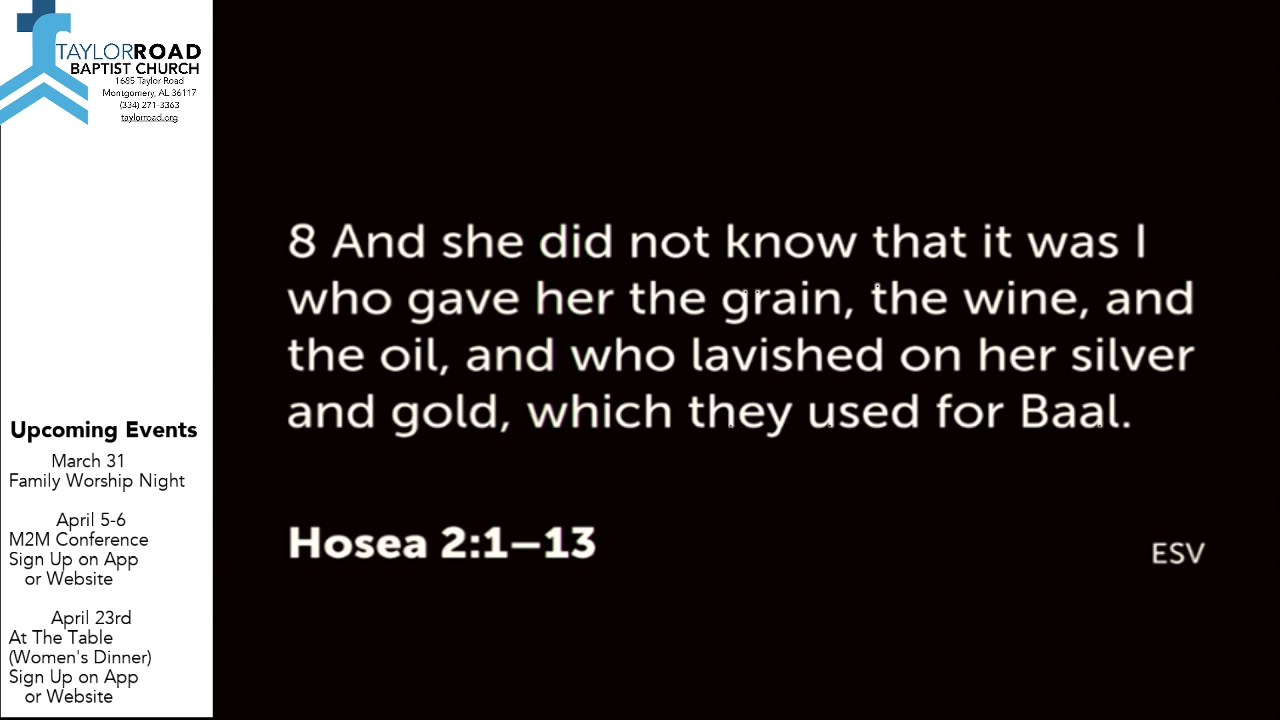 TAYLORROAD
BAPTIST CHURCH
1685 Taylor Road
Montgomery, AL 36117
(334) 271-3363
taylorroad.org
Upcoming Events
March 31
Family Worship Night
April 5-6
M2M Conference
Sign Up on App
or Website
April 23rd
At The Table
(Women's Dinner)
Sign Up on App
or Website
8 And she did not know that it was I
who gave her the grain, the wine, and
the oil, and who lavished on her silver
and gold, which they used for Baal.
Hosea 2:1–13
ESV